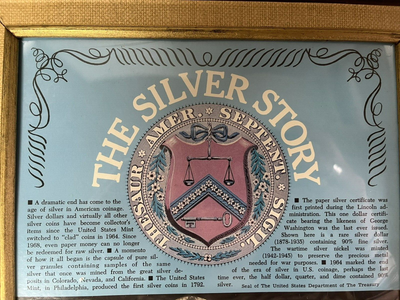 THE SILVER STORY
THESAUR. AMER. SEPTENT. SIGIL.
■ A dramatic end has come to the
age of silver in American coinage.
Silver dollars and virtually all other
silver coins have become collector's
items since the United States Mint
switched to "clad" coins in 1964. Since
1968, even paper money can no longer
be redeemed for raw silver. ■ A momento
of how it all began is the capsule of pure sil-
ver granules containing samples of the same
silver that once was mined from the great silver de-
posits in Colorado, Nevada, and California. ■ The United States
Mint, in Philadelphia, produced the first silver coins in 1792.
■ The paper silver certificate was
first printed during the Lincoln ad-
ministration. This one dollar certifi-
cate bearing the likeness of George
Washington was the last ever issued.
Shown here is a rare silver dollar
(1878-1935) containing 90% fine silver.
The wartime silver nickel was minted
(1942-1945) to preserve the precious metal
needed for war purposes. ■ 1964 marked the end
of the era of silver in U.S. coinage, perhaps the last
time ever, the half dollar, quarter, and dime contained 90%
silver.
Seal of The United States Department of The Treasury